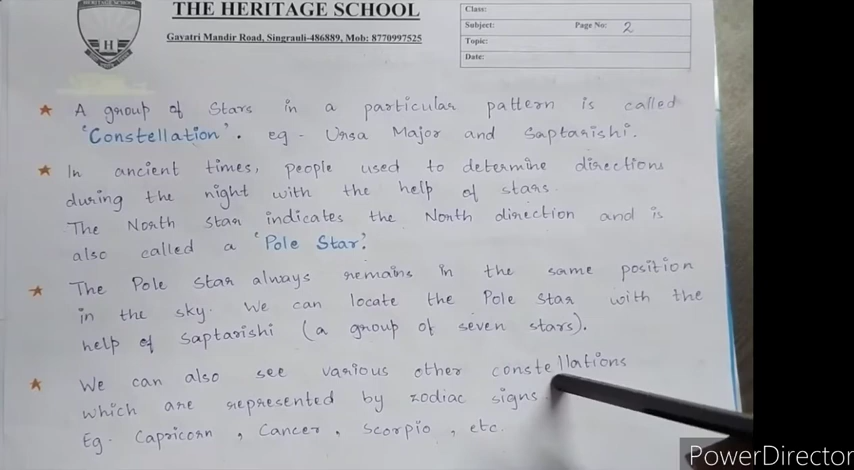 THE HERITAGE SCHOOL
Gayatri Mandir Road, Singrauli-486889, Mob: 8770997525
H
Class:
Subject: Page No: 2
Topic:
Date:
★ A group of Stars in a particular pattern is called
'Constellation'. eg - Ursa Major and Saptarishi.
★ In ancient times, people used to determine directions
during the night with the help of stars.
The North Star indicates the North direction and is
also called a 'Pole Star'.
★ The Pole Star always remains in the same position
in the sky. We can locate the Pole Star with the
help of Saptarishi (a group of seven stars).
★ We can also see various other constellations
which are represented by zodiac signs.
Eg - Capricorn, Cancer, Scorpio, etc.
PowerDirector